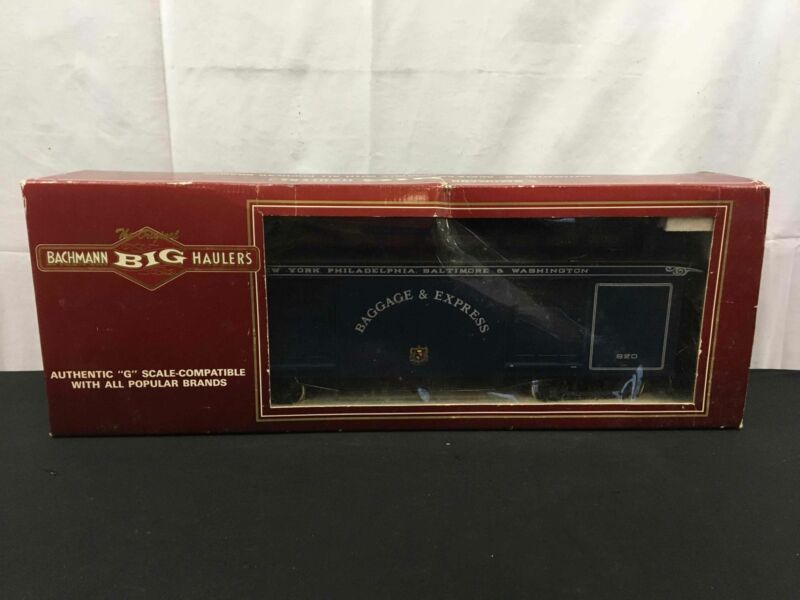 The Original
BACHMANN BIG HAULERS
AUTHENTIC "G" SCALE-COMPATIBLE
WITH ALL POPULAR BRANDS
W YORK, PHILADELPHIA, BALTIMORE & WASHINGTON
BAGGAGE & EXPRESS
820